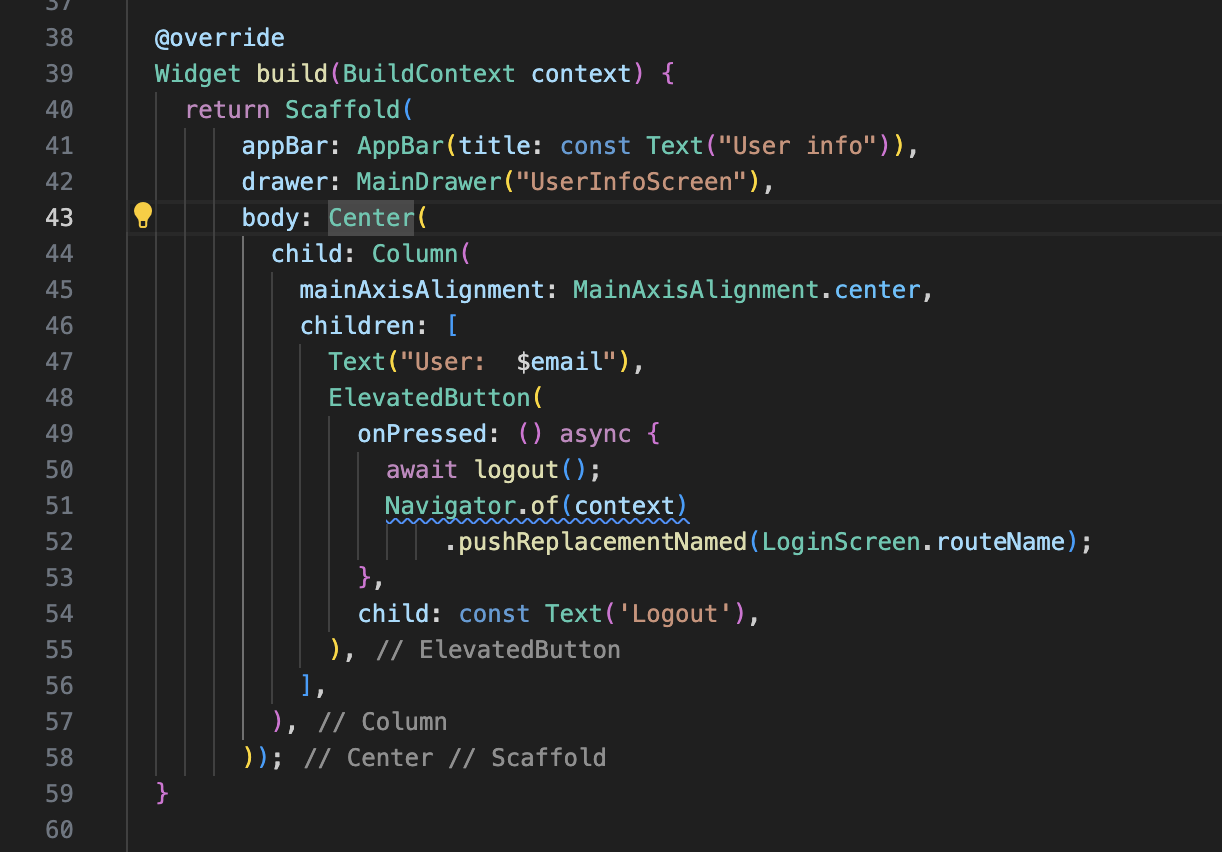 37
38 @override
39 Widget build(BuildContext context) {
40 return Scaffold(
41 appBar: AppBar(title: const Text("User info")),
42 drawer: MainDrawer("UserInfoScreen"),
43 body: Center(
44 child: Column(
45 mainAxisAlignment: MainAxisAlignment.center,
46 children: [
47 Text("User:  $email"),
48 ElevatedButton(
49 onPressed: () async {
50 await logout();
51 Navigator.of(context)
52 .pushReplacementNamed(LoginScreen.routeName);
53 },
54 child: const Text('Logout'),
55 ), // ElevatedButton
56 ],
57 ), // Column
58 )); // Center // Scaffold
59 }
60